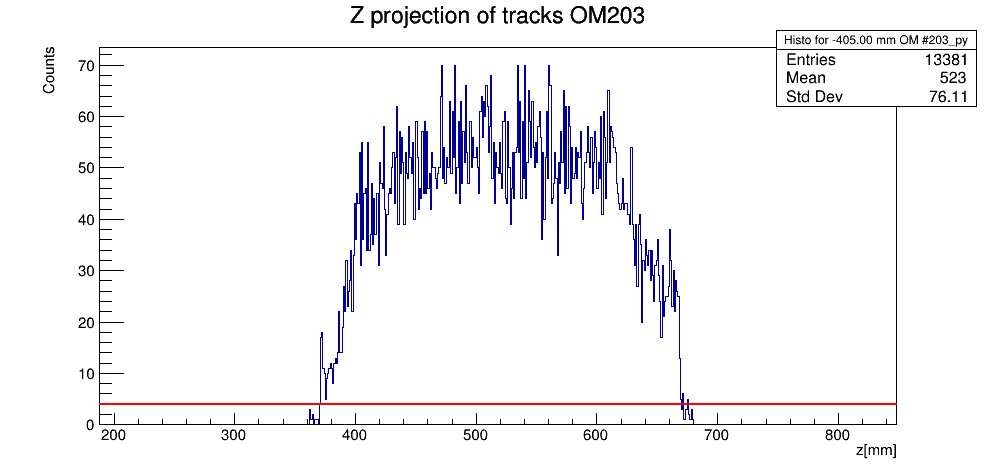 Z projection of tracks OM203
Histo for -405.00 mm OM #203_py
Entries 13381
Mean 523
Std Dev 76.11
Counts
70
60
50
40
30
20
10
0
200 300 400 500 600 700 800
z[mm]